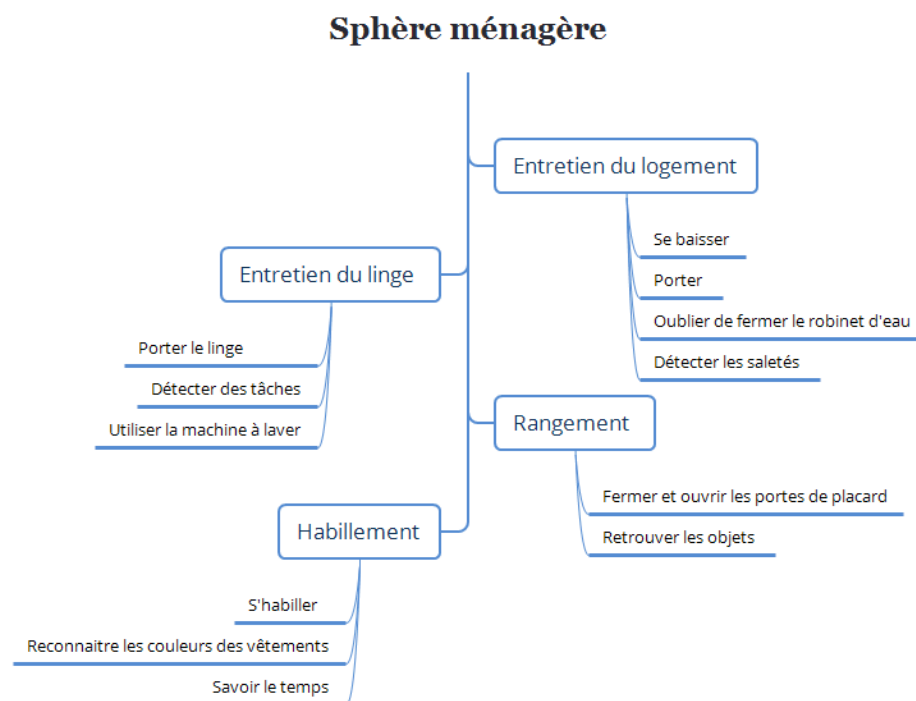 Sphère ménagère
Entretien du logement
Se baisser
Porter
Oublier de fermer le robinet d'eau
Détecter les saletés
Entretien du linge
Porter le linge
Détecter des tâches
Utiliser la machine à laver
Rangement
Fermer et ouvrir les portes de placard
Retrouver les objets
Habillement
S'habiller
Reconnaitre les couleurs des vêtements
Savoir le temps